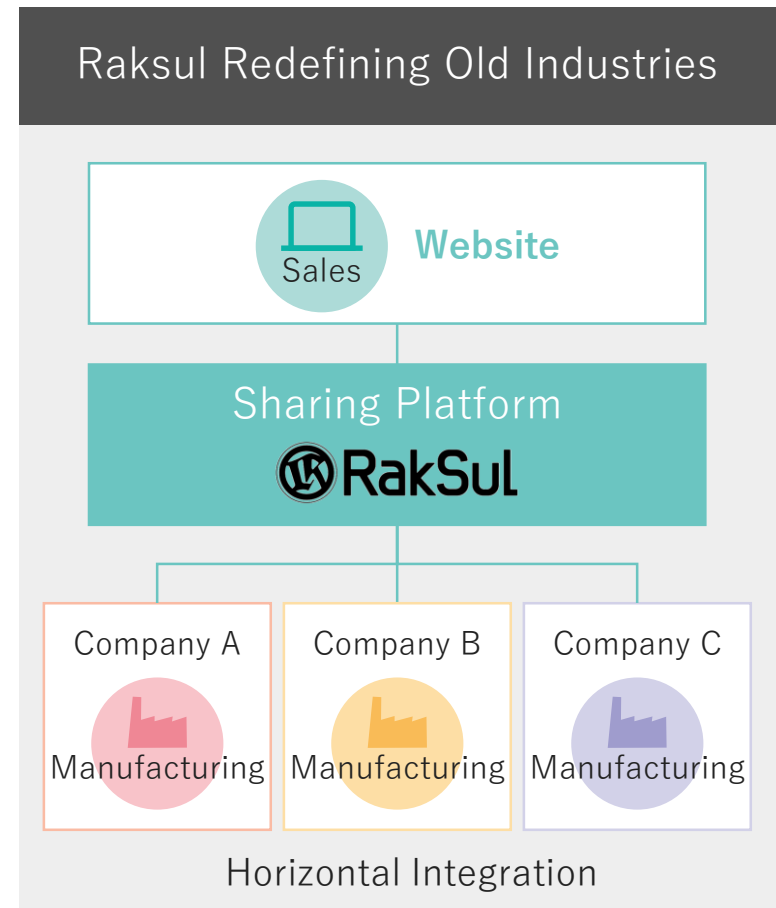 Raksul Redefining Old Industries
Sales
Website
Sharing Platform
RakSul
Company A
Manufacturing
Company B
Manufacturing
Company C
Manufacturing
Horizontal Integration